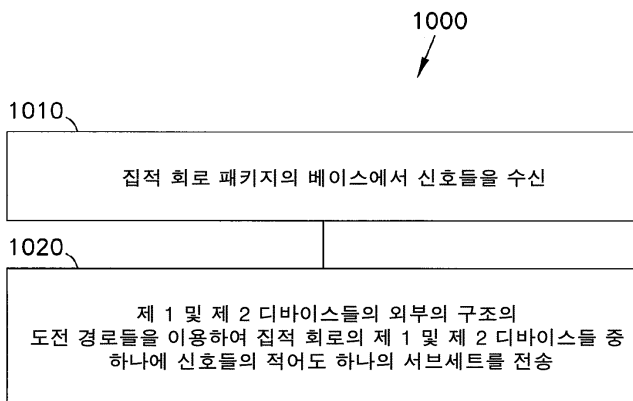 1000
1010
집적 회로 패키지의 베이스에서 신호들을 수신
1020
제 1 및 제 2 디바이스들의 외부의 구조의
도전 경로들을 이용하여 집적 회로의 제 1 및 제 2 디바이스들 중
하나에 신호들의 적어도 하나의 서브세트를 전송